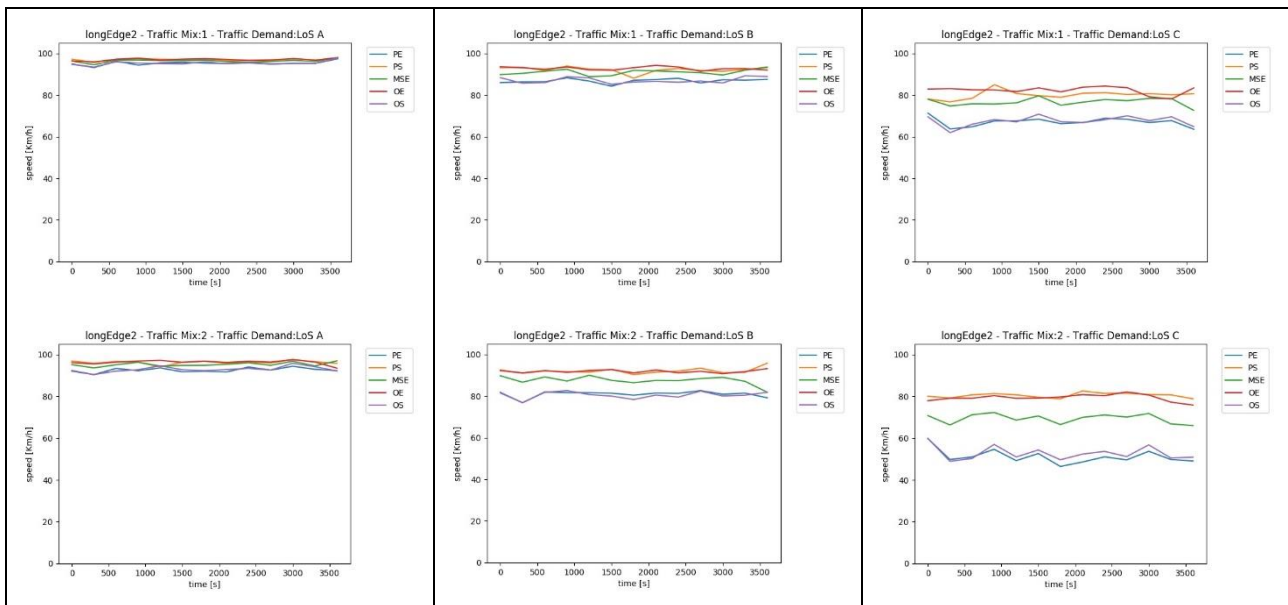 longEdge2 - Traffic Mix:1 - Traffic Demand:LoS A
100
80
60
40
20
0
speed [Km/h]
0 500 1000 1500 2000 2500 3000 3500
time [s]
PE
PS
MSE
OE
OS
longEdge2 - Traffic Mix:1 - Traffic Demand:LoS B
100
80
60
40
20
0
speed [Km/h]
0 500 1000 1500 2000 2500 3000 3500
time [s]
PE
PS
MSE
OE
OS
longEdge2 - Traffic Mix:1 - Traffic Demand:LoS C
100
80
60
40
20
0
speed [Km/h]
0 500 1000 1500 2000 2500 3000 3500
time [s]
PE
PS
MSE
OE
OS
longEdge2 - Traffic Mix:2 - Traffic Demand:LoS A
100
80
60
40
20
0
speed [Km/h]
0 500 1000 1500 2000 2500 3000 3500
time [s]
PE
PS
MSE
OE
OS
longEdge2 - Traffic Mix:2 - Traffic Demand:LoS B
100
80
60
40
20
0
speed [Km/h]
0 500 1000 1500 2000 2500 3000 3500
time [s]
PE
PS
MSE
OE
OS
longEdge2 - Traffic Mix:2 - Traffic Demand:LoS C
100
80
60
40
20
0
speed [Km/h]
0 500 1000 1500 2000 2500 3000 3500
time [s]
PE
PS
MSE
OE
OS